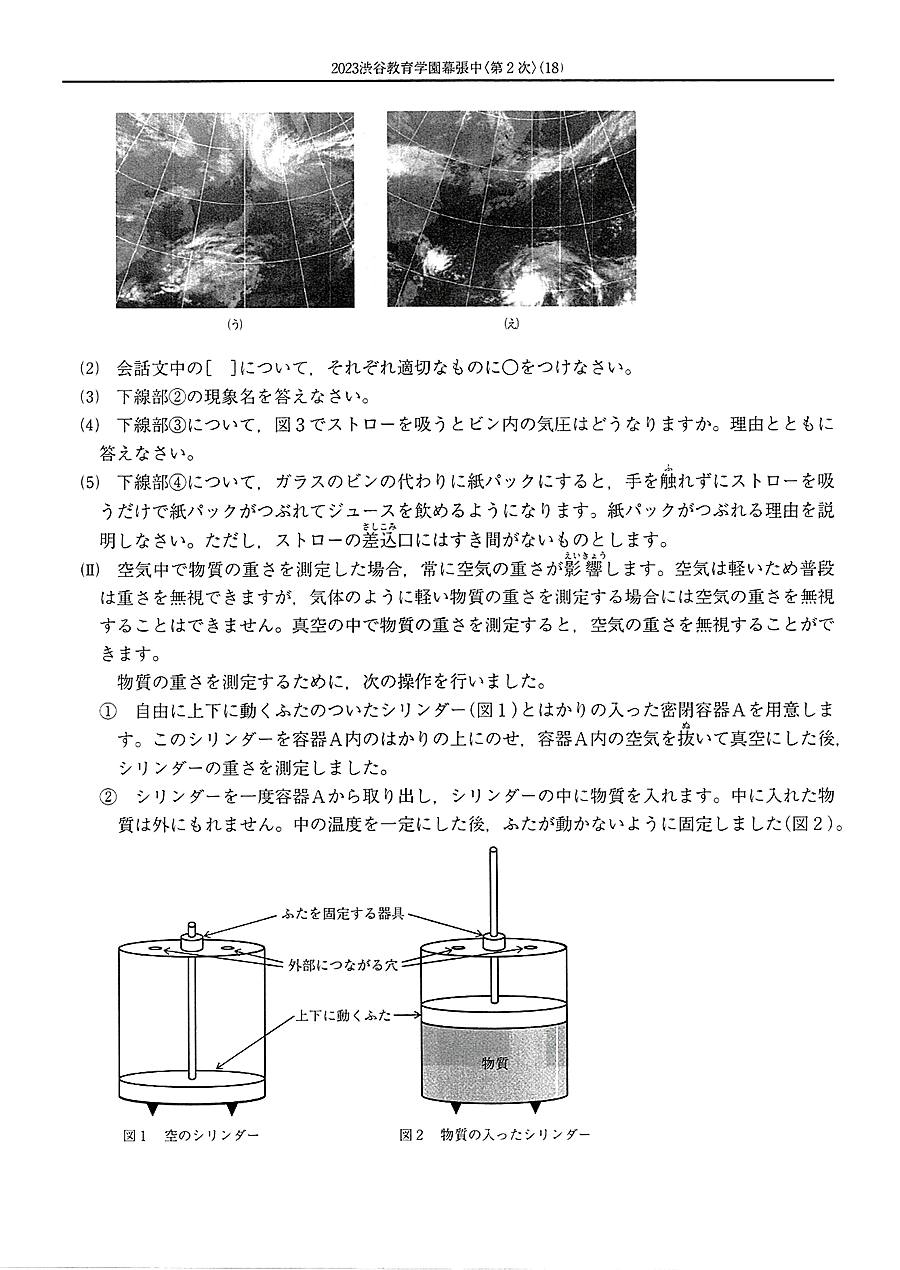 2023渋谷教育学園幕張中〈第2次〉(18)
(う)
(え)
(2) 会話文中の[ ]について，それぞれ適切なものに〇をつけなさい。
(3) 下線部②の現象名を答えなさい。
(4) 下線部③について，図3でストローを吸うとビン内の気圧はどうなりますか。理由とともに
答えなさい。
(5) 下線部④について，ガラスのビンの代わりに紙パックにすると，手を触れずにストローを吸
うだけで紙パックがつぶれてジュースを飲めるようになります。紙パックがつぶれる理由を説
明しなさい。ただし，ストローの差込口にはすき間がないものとします。
(Ⅱ) 空気中で物質の重さを測定した場合，常に空気の重さが影響します。空気は軽いため普段
は重さを無視できますが，気体のように軽い物質の重さを測定する場合には空気の重さを無視
することはできません。真空の中で物質の重さを測定すると，空気の重さを無視することがで
きます。
物質の重さを測定するために，次の操作を行いました。
① 自由に上下に動くふたのついたシリンダー(図1)とはかりの入った密閉容器Aを用意しま
す。このシリンダーを容器A内のはかりの上にのせ，容器A内の空気を抜いて真空にした後，
シリンダーの重さを測定しました。
② シリンダーを一度容器Aから取り出し，シリンダーの中に物質を入れます。中に入れた物
質は外にもれません。中の温度を一定にした後，ふたが動かないように固定しました(図2)。
ふたを固定する器具
外部につながる穴
上下に動くふた
物質
図1 空のシリンダー
図2 物質の入ったシリンダー